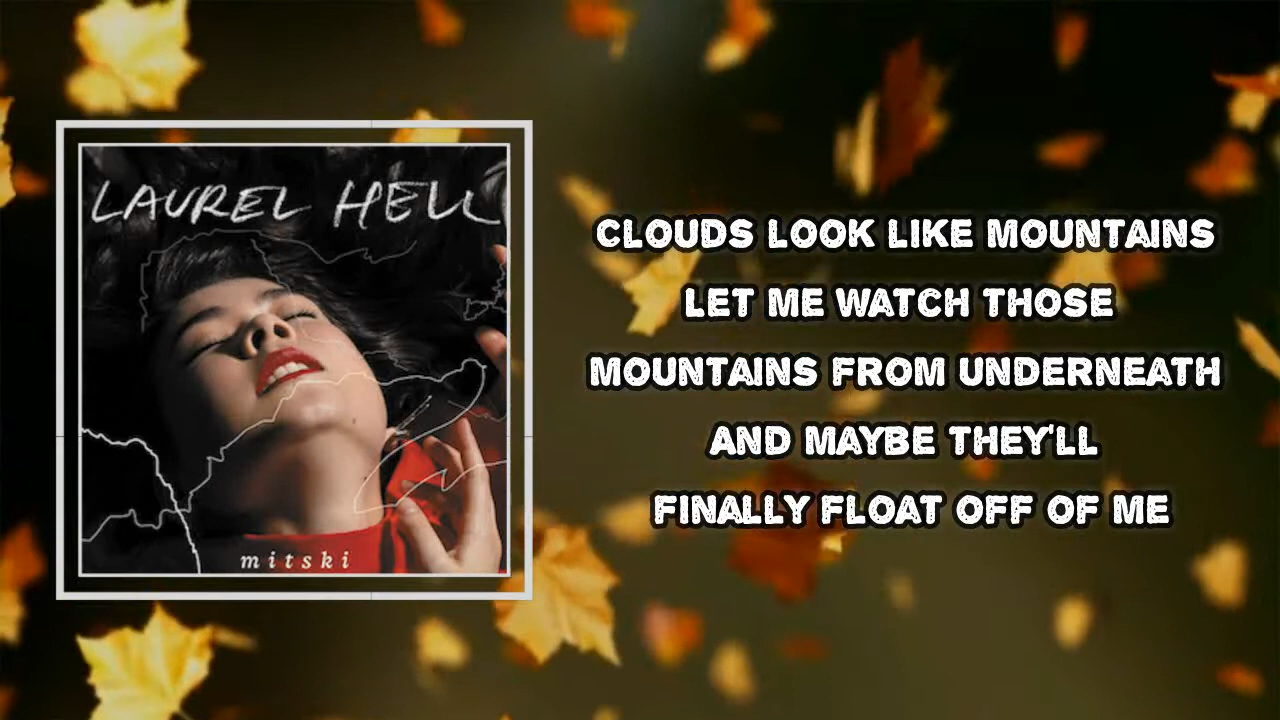 LAUREL HELL
mitski
CLOUDS LOOK LIKE MOUNTAINS
LET ME WATCH THOSE
MOUNTAINS FROM UNDERNEATH
AND MAYBE THEY'LL
FINALLY FLOAT OFF OF ME